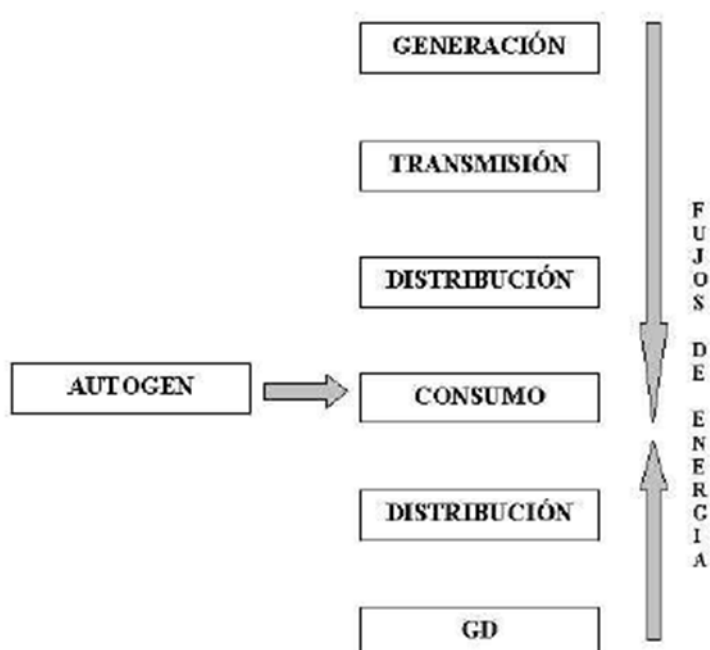 GENERACIÓN
TRANSMISIÓN
DISTRIBUCIÓN
AUTOGEN
CONSUMO
DISTRIBUCIÓN
GD
FUJOS DE ENERGIA